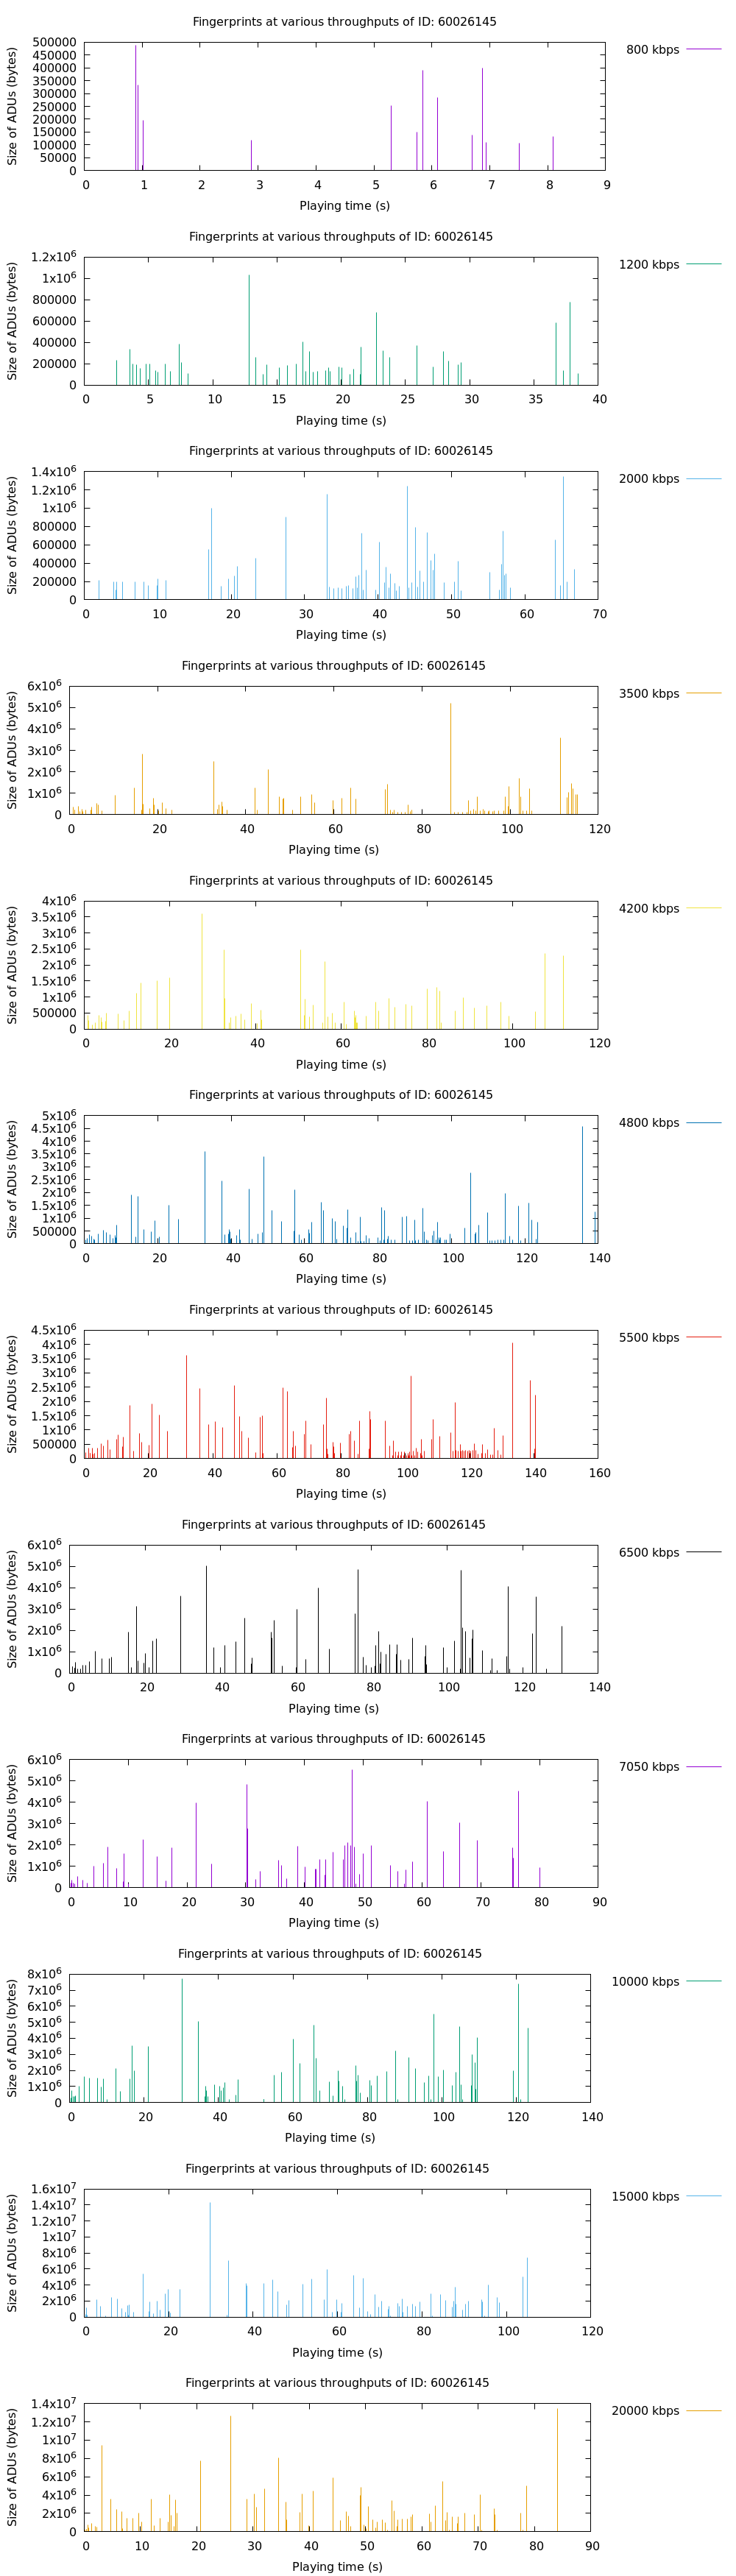 Fingerprints at various throughputs of ID: 60026145
800 kbps
Size of ADUs (bytes)
500000
450000
400000
350000
300000
250000
200000
150000
100000
50000
0
0 1 2 3 4 5 6 7 8 9
Playing time (s)
Fingerprints at various throughputs of ID: 60026145
1200 kbps
Size of ADUs (bytes)
1.2x10^6
1x10^6
800000
600000
400000
200000
0
0 5 10 15 20 25 30 35 40
Playing time (s)
Fingerprints at various throughputs of ID: 60026145
2000 kbps
Size of ADUs (bytes)
1.4x10^6
1.2x10^6
1x10^6
800000
600000
400000
200000
0
0 10 20 30 40 50 60 70
Playing time (s)
Fingerprints at various throughputs of ID: 60026145
3500 kbps
Size of ADUs (bytes)
6x10^6
5x10^6
4x10^6
3x10^6
2x10^6
1x10^6
0
0 20 40 60 80 100 120
Playing time (s)
Fingerprints at various throughputs of ID: 60026145
4200 kbps
Size of ADUs (bytes)
4x10^6
3.5x10^6
3x10^6
2.5x10^6
2x10^6
1.5x10^6
1x10^6
500000
0
0 20 40 60 80 100 120
Playing time (s)
Fingerprints at various throughputs of ID: 60026145
4800 kbps
Size of ADUs (bytes)
5x10^6
4.5x10^6
4x10^6
3.5x10^6
3x10^6
2.5x10^6
2x10^6
1.5x10^6
1x10^6
500000
0
0 20 40 60 80 100 120 140
Playing time (s)
Fingerprints at various throughputs of ID: 60026145
5500 kbps
Size of ADUs (bytes)
4.5x10^6
4x10^6
3.5x10^6
3x10^6
2.5x10^6
2x10^6
1.5x10^6
1x10^6
500000
0
0 20 40 60 80 100 120 140 160
Playing time (s)
Fingerprints at various throughputs of ID: 60026145
6500 kbps
Size of ADUs (bytes)
6x10^6
5x10^6
4x10^6
3x10^6
2x10^6
1x10^6
0
0 20 40 60 80 100 120 140
Playing time (s)
Fingerprints at various throughputs of ID: 60026145
7050 kbps
Size of ADUs (bytes)
6x10^6
5x10^6
4x10^6
3x10^6
2x10^6
1x10^6
0
0 10 20 30 40 50 60 70 80 90
Playing time (s)
Fingerprints at various throughputs of ID: 60026145
10000 kbps
Size of ADUs (bytes)
8x10^6
7x10^6
6x10^6
5x10^6
4x10^6
3x10^6
2x10^6
1x10^6
0
0 20 40 60 80 100 120 140
Playing time (s)
Fingerprints at various throughputs of ID: 60026145
15000 kbps
Size of ADUs (bytes)
1.6x10^7
1.4x10^7
1.2x10^7
1x10^7
8x10^6
6x10^6
4x10^6
2x10^6
0
0 20 40 60 80 100 120
Playing time (s)
Fingerprints at various throughputs of ID: 60026145
20000 kbps
Size of ADUs (bytes)
1.4x10^7
1.2x10^7
1x10^7
8x10^6
6x10^6
4x10^6
2x10^6
0
0 10 20 30 40 50 60 70 80 90
Playing time (s)